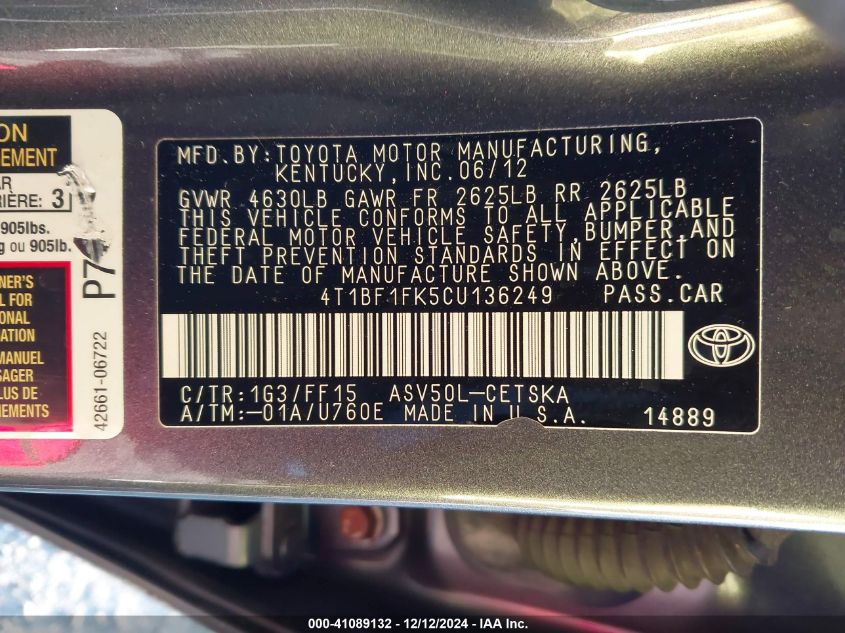 ON
EMENT
AR
RIÈRE: 3
905lbs.
g ou 905lb.
P7
NER'S
L FOR
ONAL
ATION
MANUEL
SAGER
PLUS DE
NEMENTS
42661-06722
MFD. BY: TOYOTA MOTOR MANUFACTURING,
KENTUCKY, INC. 06/12
GVWR 4630LB GAWR FR 2625LB RR 2625LB
THIS VEHICLE CONFORMS TO ALL APPLICABLE
FEDERAL MOTOR VEHICLE SAFETY, BUMPER, AND
THEFT PREVENTION STANDARDS IN EFFECT ON
THE DATE OF MANUFACTURE SHOWN ABOVE.
4T1BF1FK5CU136249 PASS.CAR
C/TR: 1G3/FF15 ASV50L-CETSKA
A/TM: -01A/U760E MADE IN U.S.A. 14889
000-41089132 - 12/12/2024 - IAA Inc.